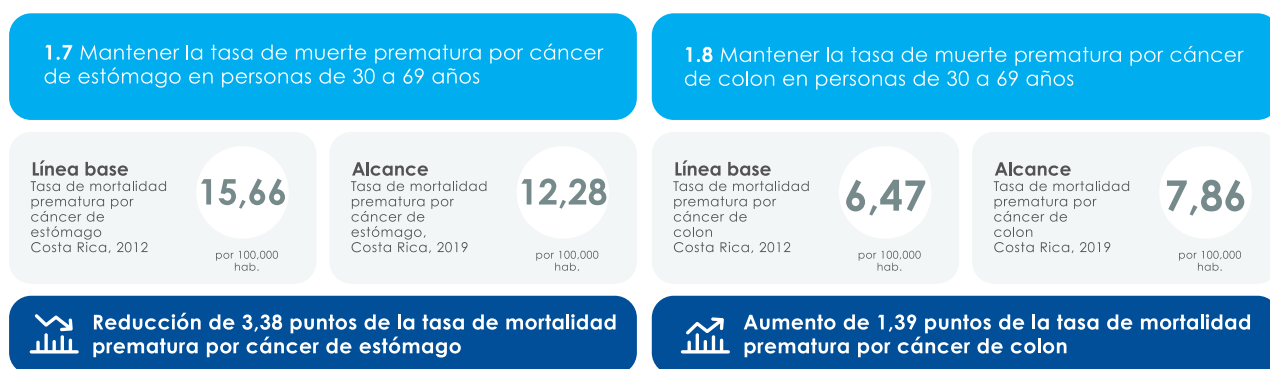 1.7 Mantener la tasa de muerte prematura por cáncer
de estómago en personas de 30 a 69 años
Línea base
Tasa de mortalidad
prematura por
cáncer de
estómago
Costa Rica, 2012
15,66
por 100,000
hab.
Alcance
Tasa de mortalidad
prematura por
cáncer de
estómago,
Costa Rica, 2019
12,28
por 100,000
hab.
Reducción de 3,38 puntos de la tasa de mortalidad
prematura por cáncer de estómago
1.8 Mantener la tasa de muerte prematura por cáncer
de colon en personas de 30 a 69 años
Línea base
Tasa de mortalidad
prematura por
cáncer de
colon
Costa Rica, 2012
6,47
por 100,000
hab.
Alcance
Tasa de mortalidad
prematura por
cáncer de
colon
Costa Rica, 2019
7,86
por 100,000
hab.
Aumento de 1,39 puntos de la tasa de mortalidad
prematura por cáncer de colon